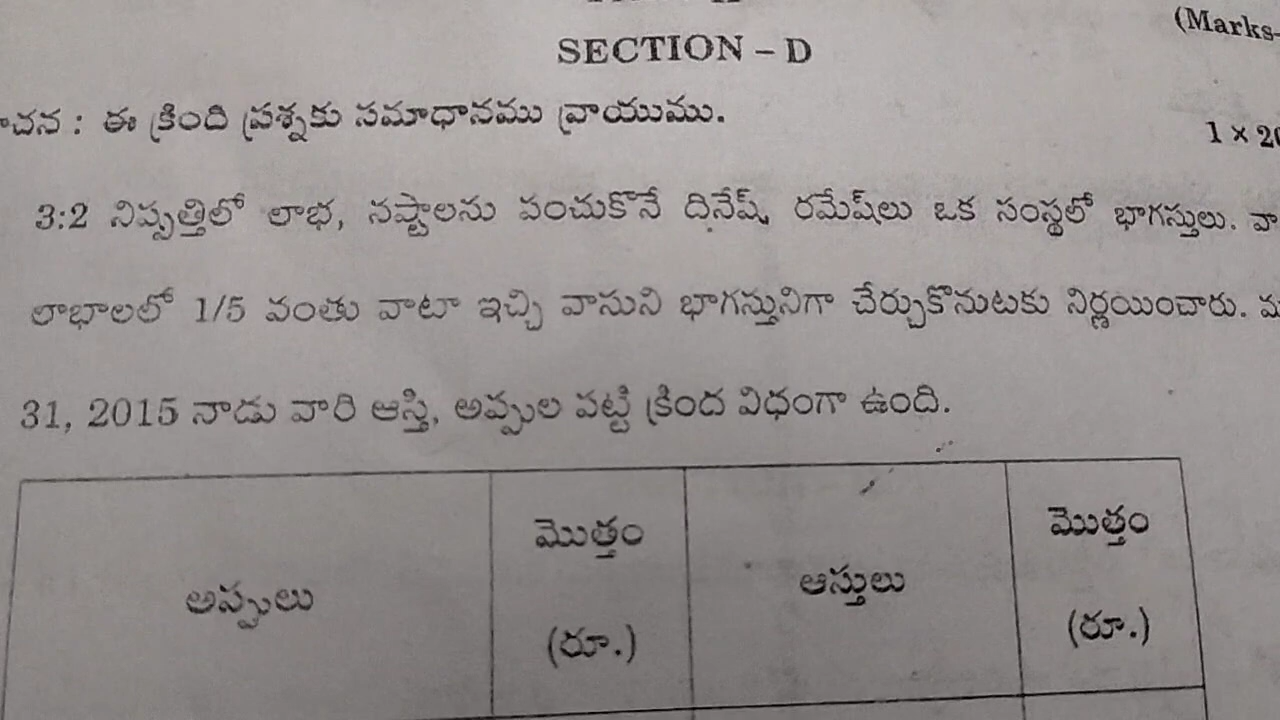 (Marks-
SECTION – D
చన : ఈ క్రింది ప్రశ్నకు సమాధానము వ్రాయుము.
1 × 20
3:2 నిష్పత్తిలో లాభ, నష్టాలను పంచుకొనే దినేష్, రమేష్‌లు ఒక సంస్థలో భాగస్తులు. వా
లాభాలలో 1/5 వంతు వాటా ఇచ్చి వాసుని భాగస్తునిగా చేర్చుకొనుటకు నిర్ణయించారు. మ
31, 2015 నాడు వారి ఆస్తి, అప్పుల పట్టి క్రింద విధంగా ఉంది.
అప్పులు
మొత్తం
(రూ.)
ఆస్తులు
మొత్తం
(రూ.)